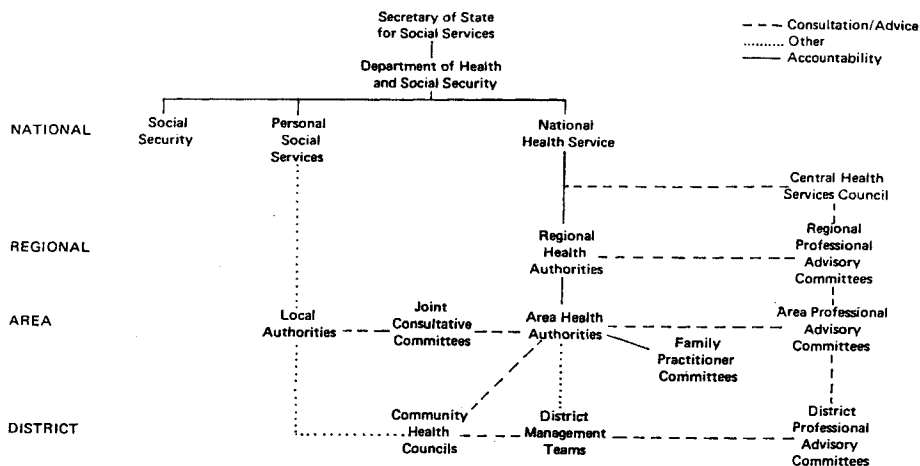 Secretary of State
for Social Services
Consultation/Advice
Other
Accountability
Department of Health
and Social Security
NATIONAL
Social
Security
Personal
Social
Services
National
Health Service
Central Health
Services Council
REGIONAL
Regional
Health
Authorities
Regional
Professional
Advisory
Committees
AREA
Local
Authorities
Joint
Consultative
Committees
Area Health
Authorities
Family
Practitioner
Committees
Area Professional
Advisory
Committees
DISTRICT
Community
Health
Councils
District
Management
Teams
District
Professional
Advisory
Committees